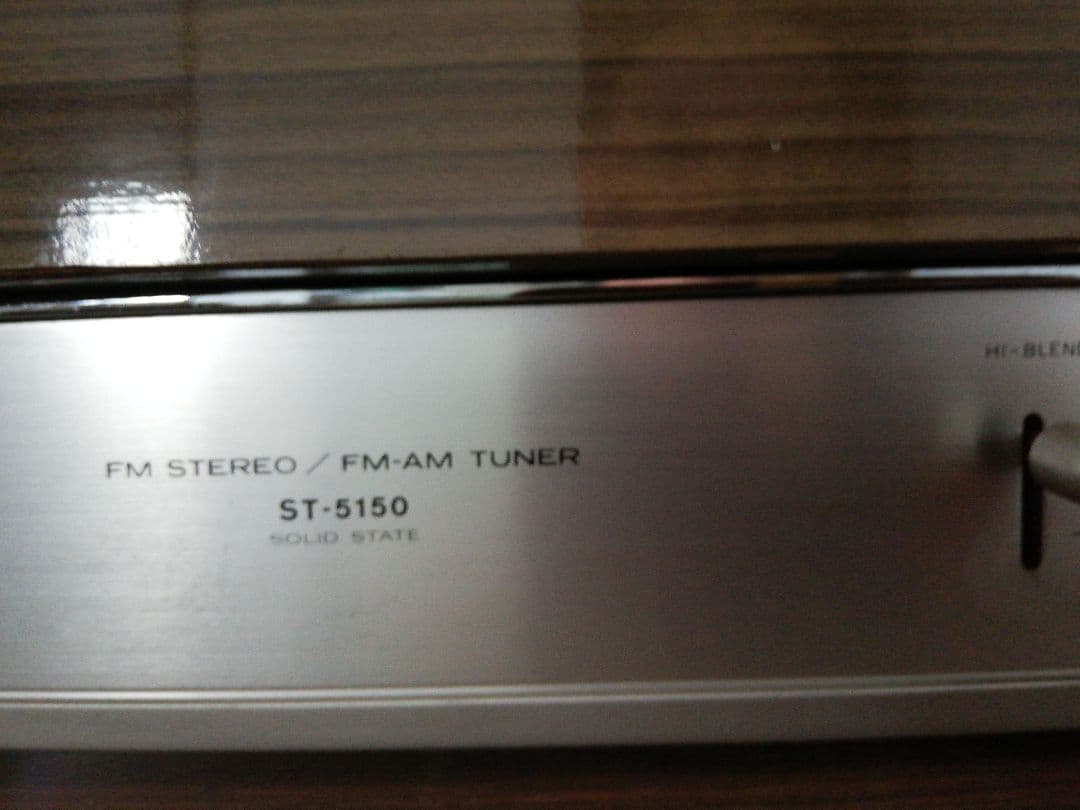 HI-BLEND
FM STEREO / FM-AM TUNER
ST-5150
SOLID STATE